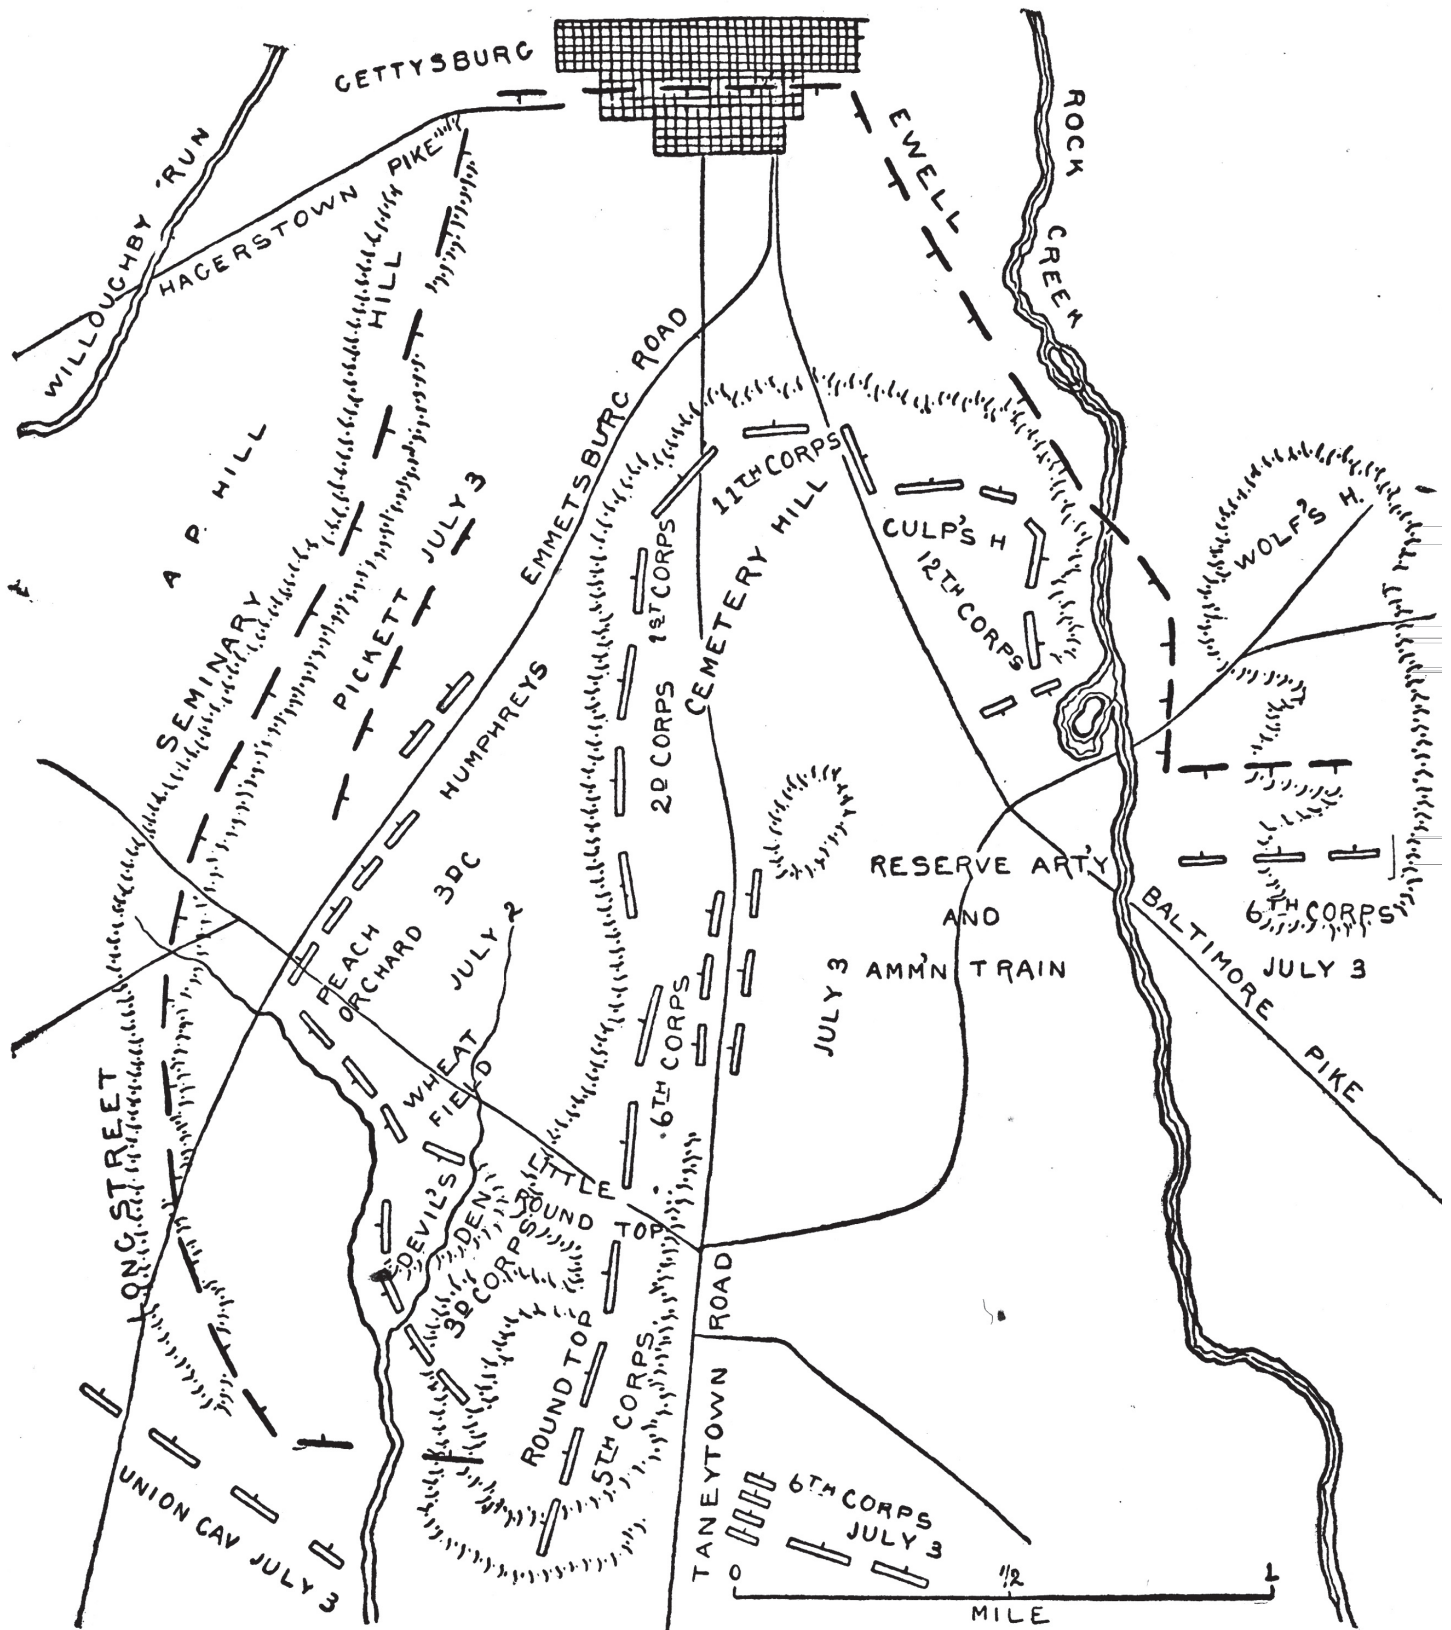 GETTYSBURG
WILLOUGHBY RUN
HAGERSTOWN PIKE
EWELL
ROCK CREEK
SEMINARY HILL
A P. HILL
PICKETT JULY 3
EMMETSBURG ROAD
HUMPHREYS
11TH CORPS
1ST CORPS
2D CORPS
CEMETERY HILL
CULP'S H
12TH CORPS
WOLF'S H.
RESERVE ART'Y
AND
AMM'N TRAIN
JULY 3
6TH CORPS
JULY 3
BALTIMORE PIKE
PEACH
ORCHARD 3DC
JULY 2
WHEAT
FIELD
6TH CORPS
LONGSTREET
LITTLE
ROUND TOP
DEVIL'S
DEN
3D CORPS
ROUND TOP
5TH CORPS
TANEYTOWN ROAD
UNION CAV JULY 3
6TH CORPS
JULY 3
0 1/2 1
MILE